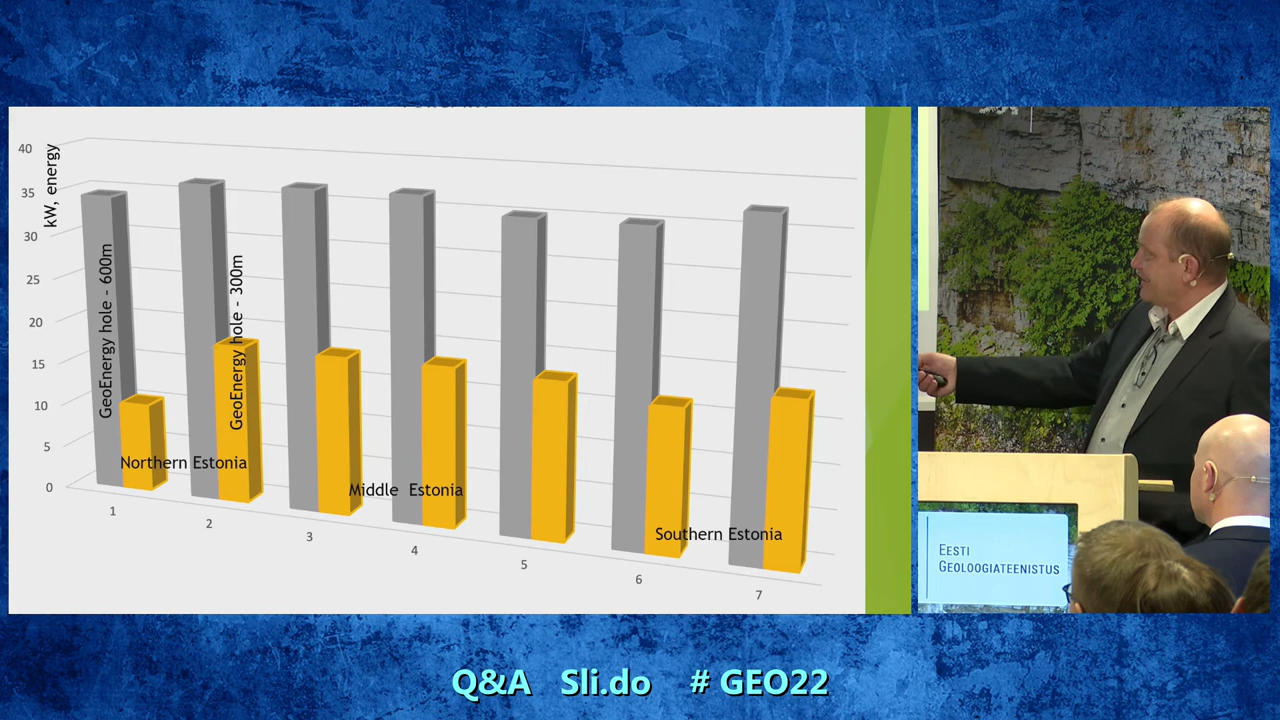 kW, energy
40
35
30
25
20
15
10
5
0
GeoEnergy hole - 600m
GeoEnergy hole - 300m
Northern Estonia
Middle Estonia
Southern Estonia
1
2
3
4
5
6
7
EESTI
GEOLOOGIATEENISTUS
Q&A Sli.do # GEO22